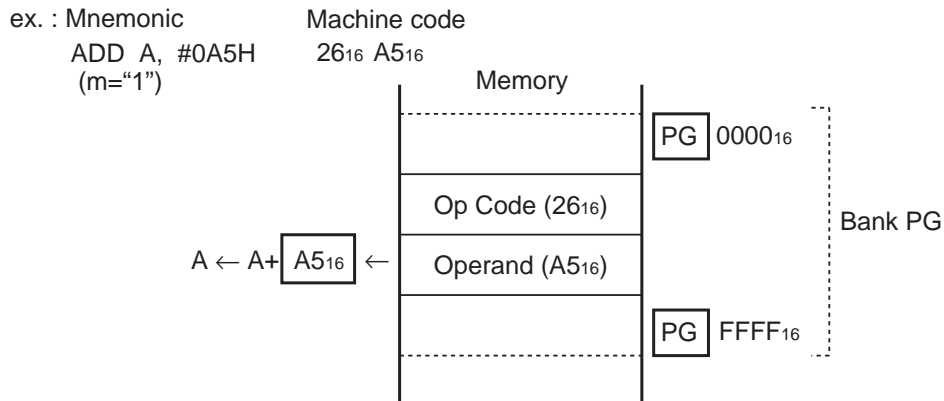 ex. : Mnemonic Machine code
ADD A, #0A5H 26₁₆ A5₁₆
(m=“1”)
Memory
PG 0000₁₆
Op Code (26₁₆)
Bank PG
A ← A+ A5₁₆ ← Operand (A5₁₆)
PG FFFF₁₆